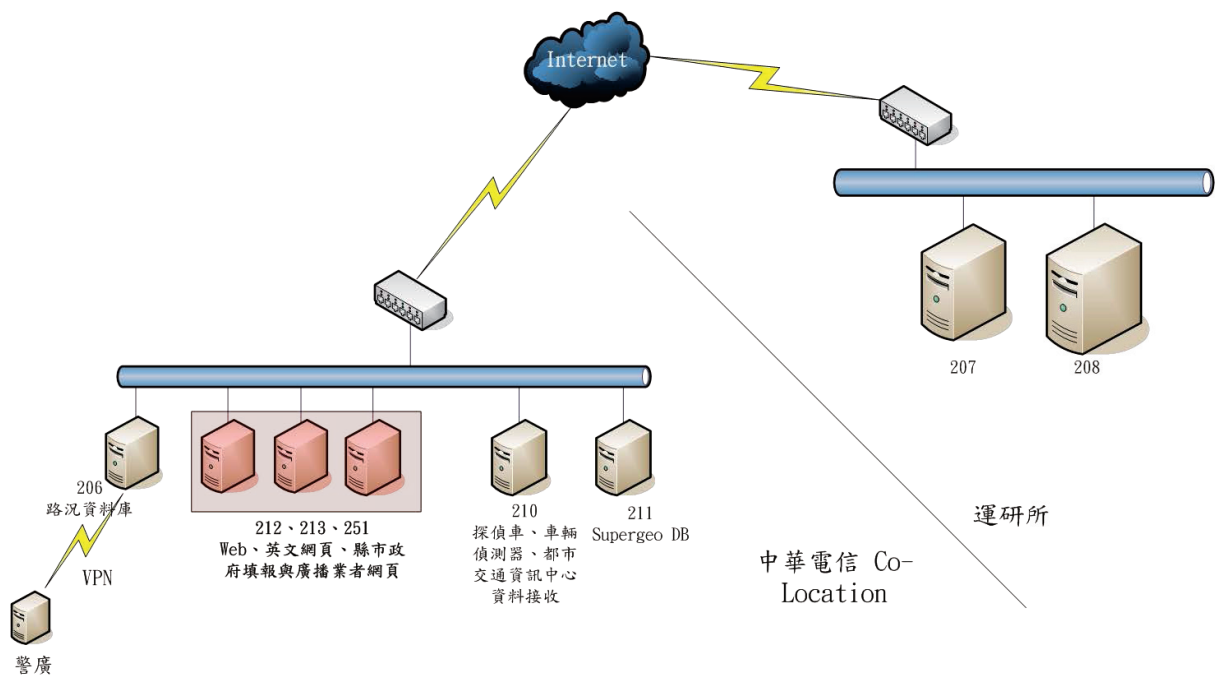 Internet
207
208
206
路況資料庫
VPN
警廣
212、213、251
Web、英文網頁、縣市政
府填報與廣播業者網頁
210
探偵車、車輛
偵測器、都市
交通資訊中心
資料接收
211
Supergeo DB
中華電信 Co-
Location
運研所